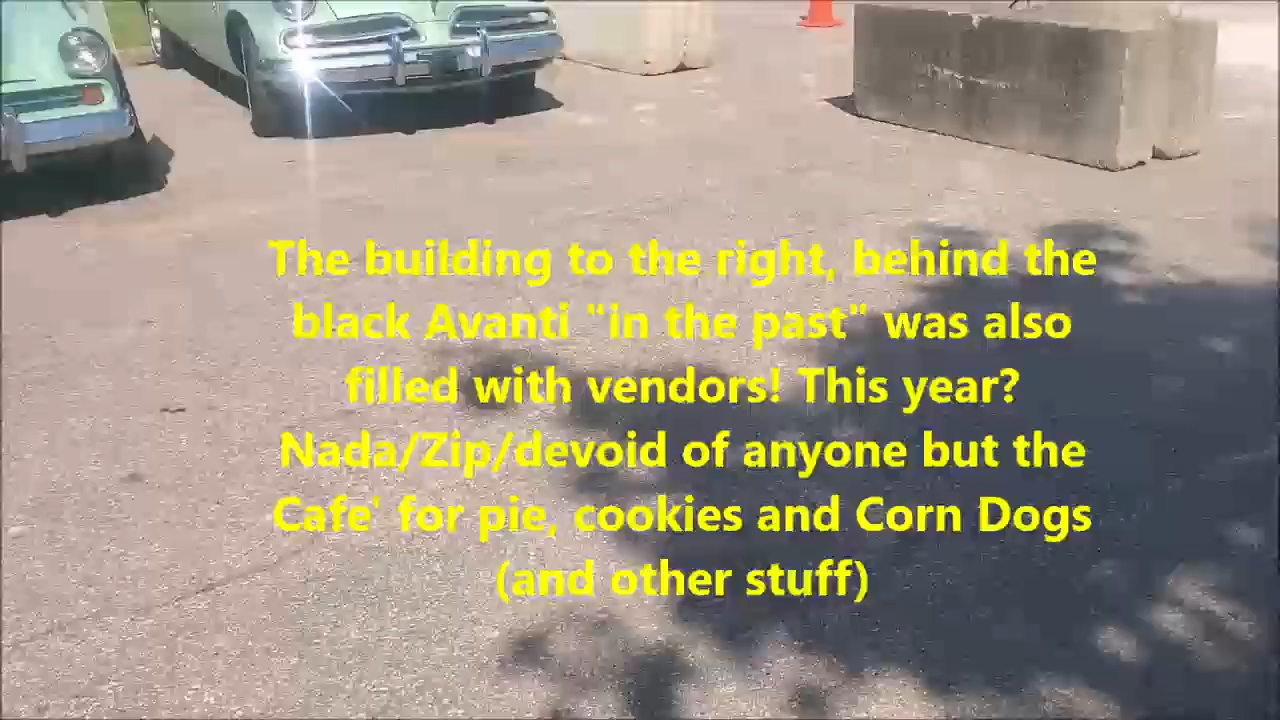 The building to the right, behind the
black Avanti "in the past" was also
filled with vendors! This year?
Nada/Zip/devoid of anyone but the
Cafe' for pie, cookies and Corn Dogs
(and other stuff)